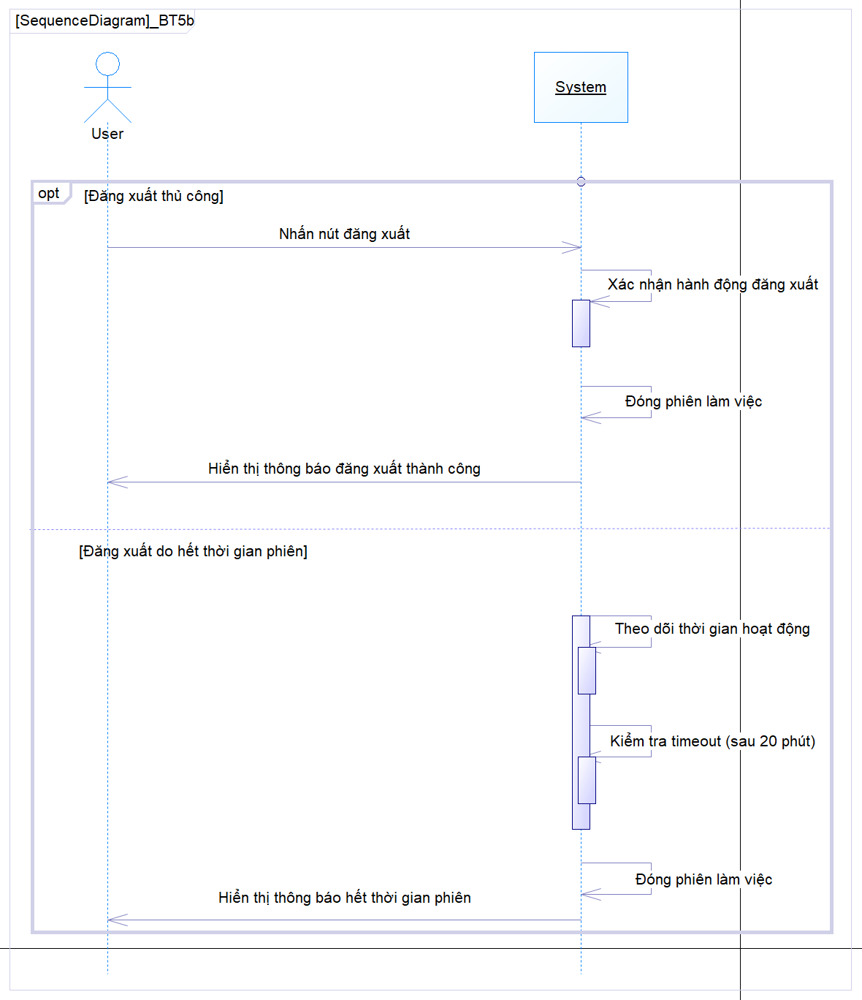 [SequenceDiagram]_BT5b
User
System
opt
[Đăng xuất thủ công]
Nhấn nút đăng xuất
Xác nhận hành động đăng xuất
Đóng phiên làm việc
Hiển thị thông báo đăng xuất thành công
[Đăng xuất do hết thời gian phiên]
Theo dõi thời gian hoạt động
Kiểm tra timeout (sau 20 phút)
Đóng phiên làm việc
Hiển thị thông báo hết thời gian phiên